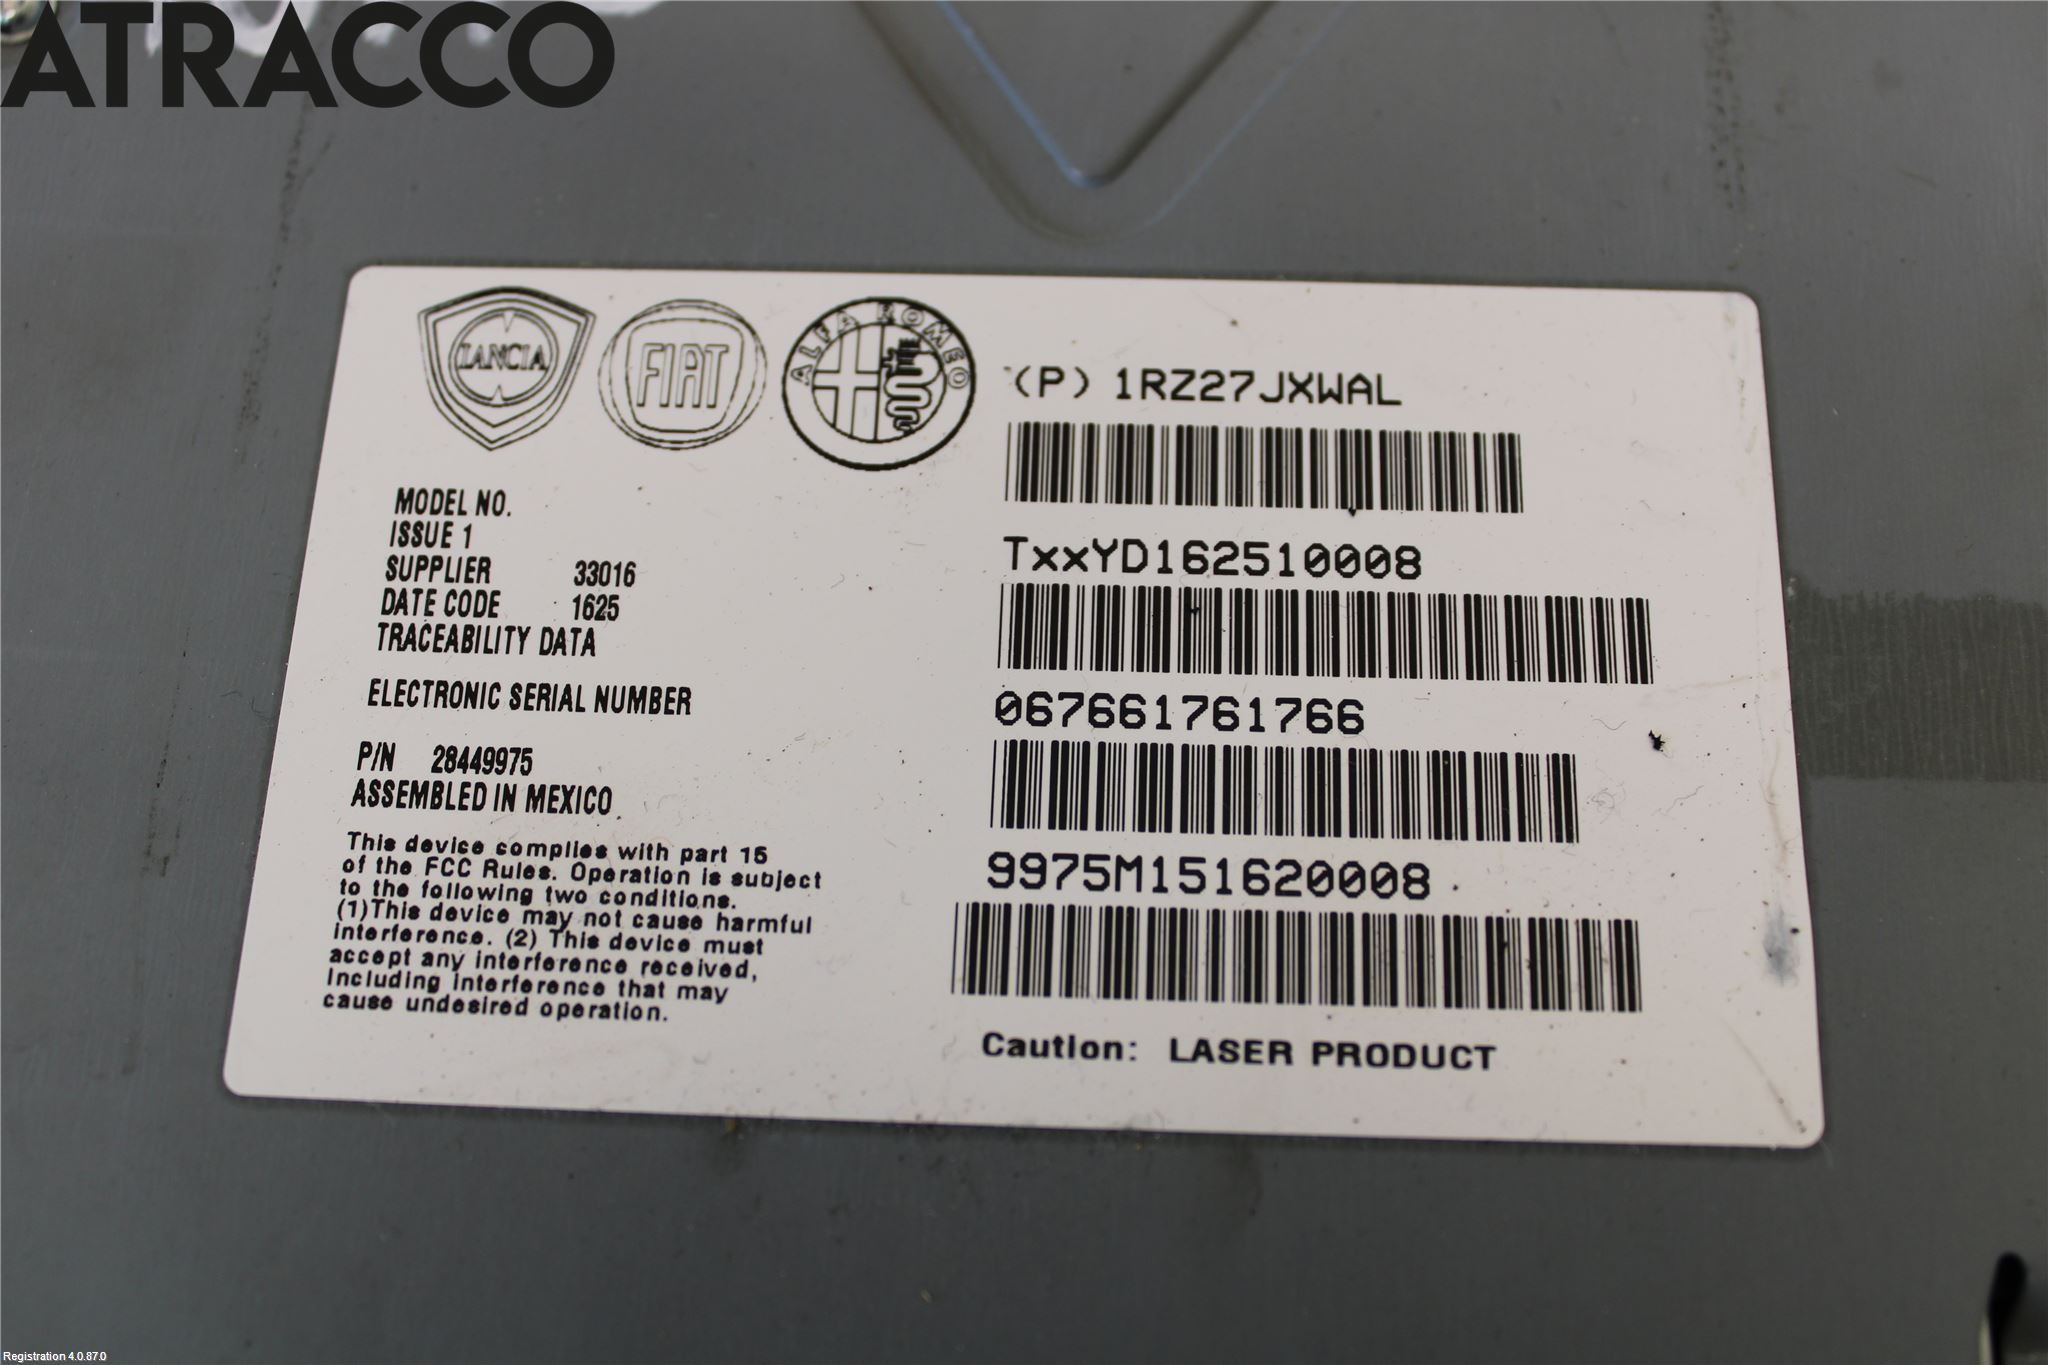 ATRACCO
LANCIA
FIAT
ALFA ROMEO
(P) 1RZ27JXWAL
MODEL NO.
ISSUE 1
SUPPLIER 33016
DATE CODE 1625
TRACEABILITY DATA
TxxYD162510008
ELECTRONIC SERIAL NUMBER
067661761766
P/N 28449975
ASSEMBLED IN MEXICO
9975M151620008
This device complies with part 15
of the FCC Rules. Operation is subject
to the following two conditions.
(1)This device may not cause harmful
interference. (2) This device must
accept any interference received,
including interference that may
cause undesired operation.
Caution: LASER PRODUCT
Registration 4.0.87.0